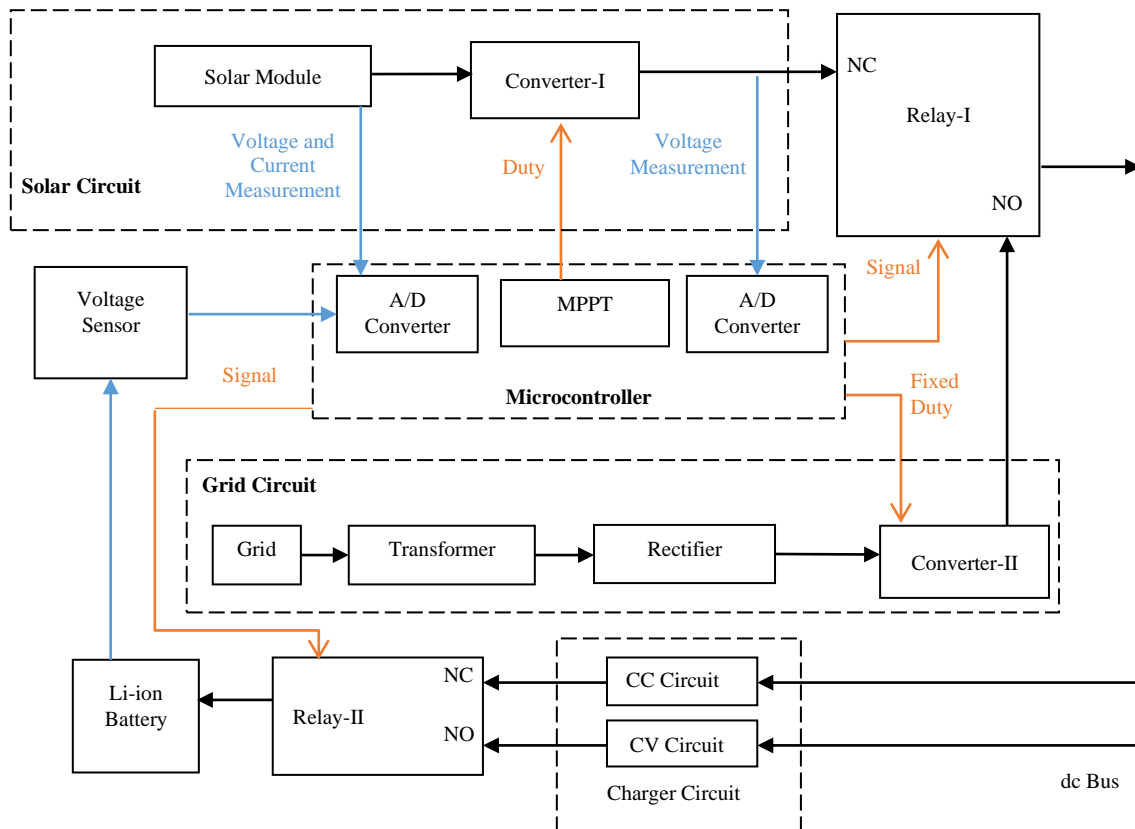 Solar Module
Converter-I
NC
Relay-I
NO
Voltage and
Current
Measurement
Duty
Voltage
Measurement
Solar Circuit
Signal
Voltage
Sensor
A/D
Converter
MPPT
A/D
Converter
Signal
Microcontroller
Fixed
Duty
Grid Circuit
Grid
Transformer
Rectifier
Converter-II
Li-ion
Battery
Relay-II
NC
NO
CC Circuit
CV Circuit
Charger Circuit
dc Bus